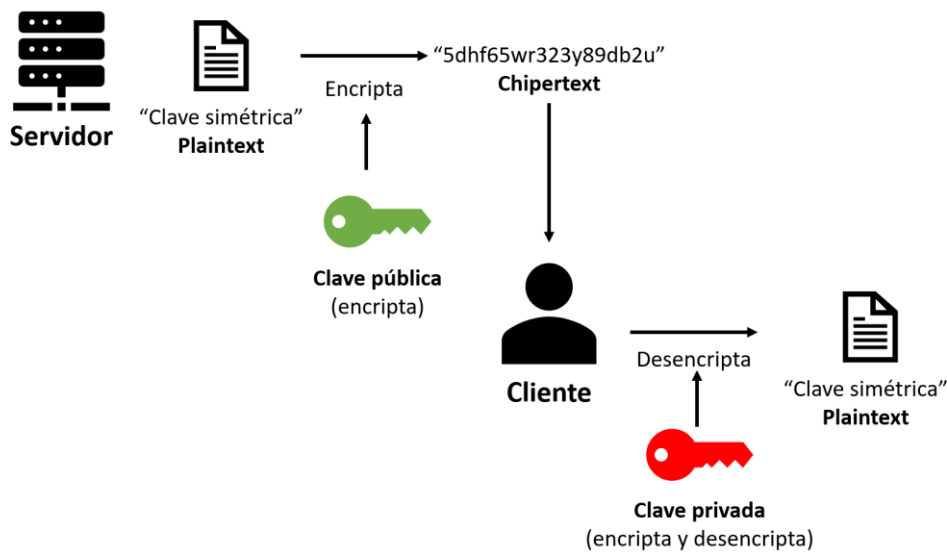 Servidor
“Clave simétrica”
Plaintext
Encripta
“5dhf65wr323y89db2u”
Chipertext
Clave pública
(encripta)
Cliente
Desencripta
“Clave simétrica”
Plaintext
Clave privada
(encripta y desencripta)